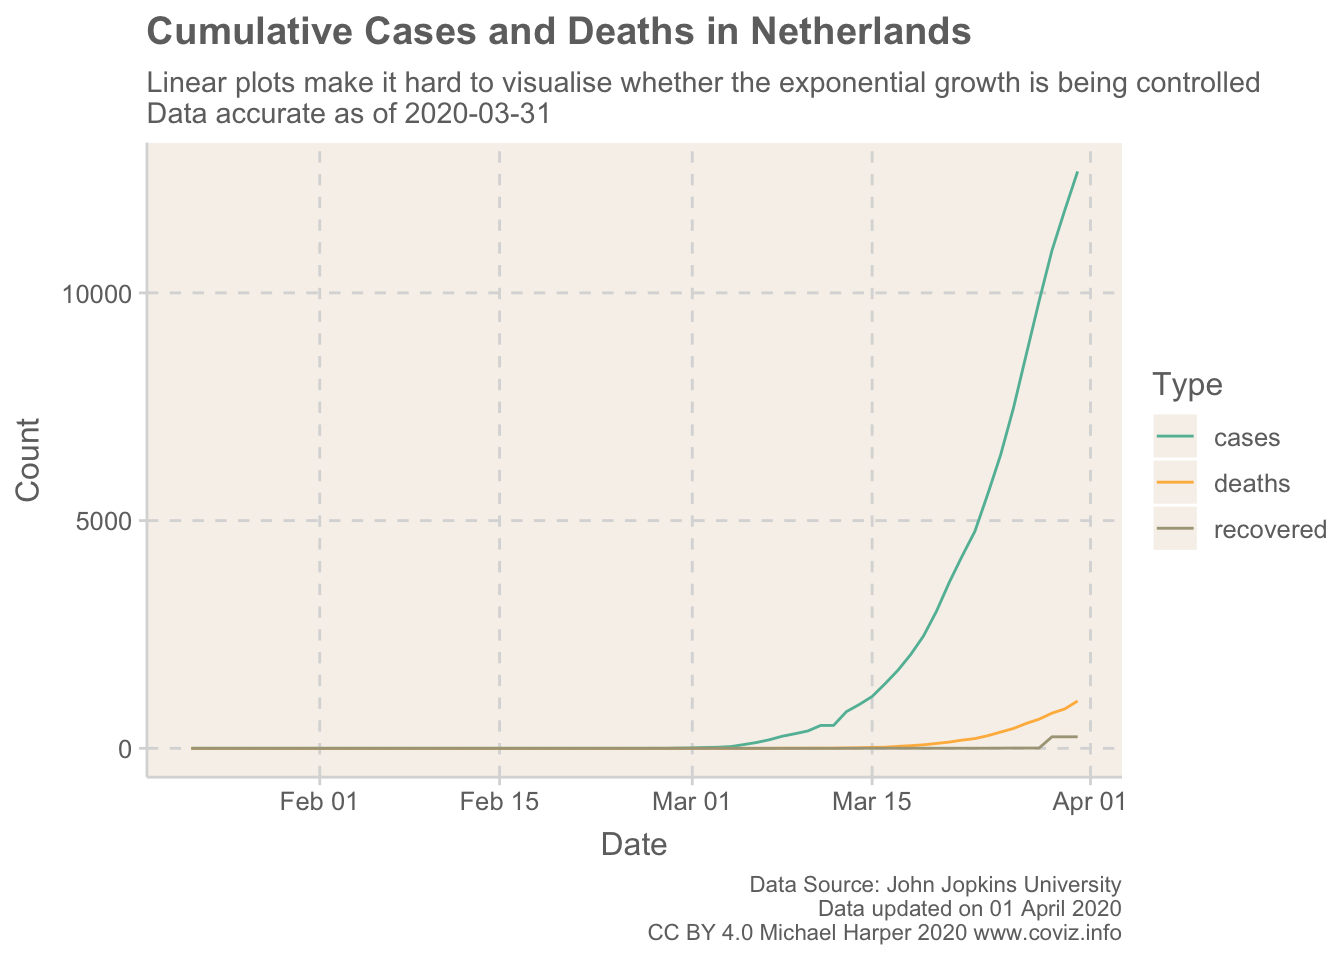 Cumulative Cases and Deaths in Netherlands
Linear plots make it hard to visualise whether the exponential growth is being controlled
Data accurate as of 2020-03-31
Count
10000
5000
0
Feb 01
Feb 15
Mar 01
Mar 15
Apr 01
Date
Type
cases
deaths
recovered
Data Source: John Jopkins University
Data updated on 01 April 2020
CC BY 4.0 Michael Harper 2020 www.coviz.info